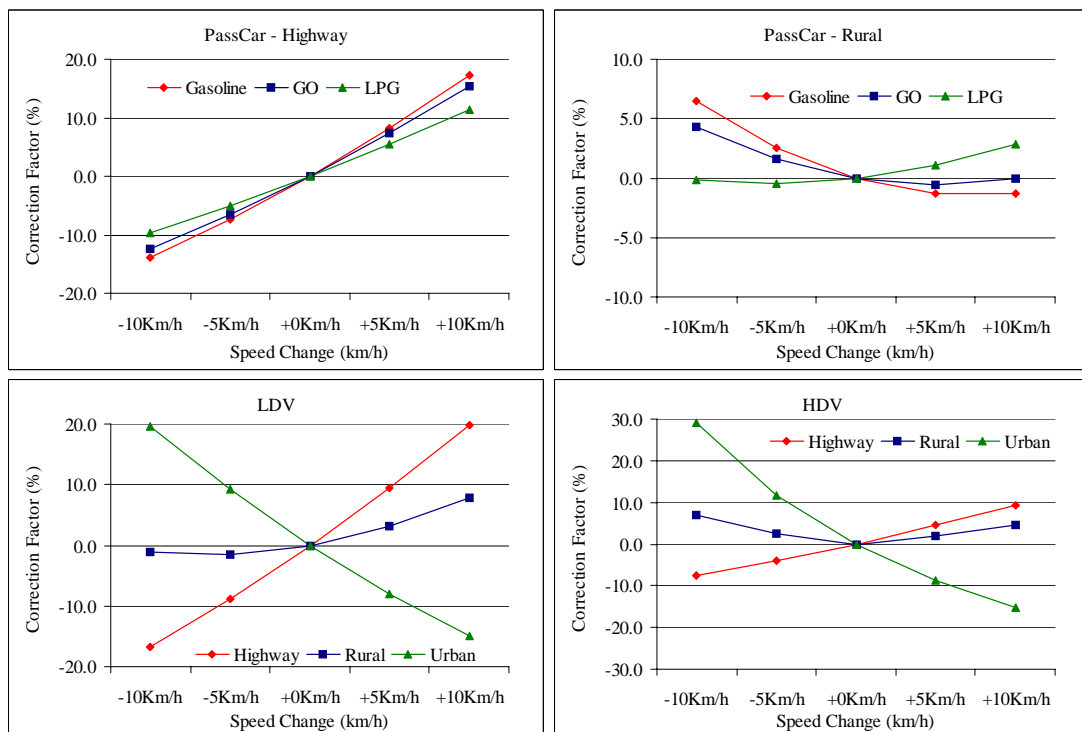 PassCar - Highway
Gasoline GO LPG
Correction Factor (%)
20.0
10.0
0.0
-10.0
-20.0
-10Km/h -5Km/h +0Km/h +5Km/h +10Km/h
Speed Change (km/h)
PassCar - Rural
Gasoline GO LPG
Correction Factor (%)
10.0
5.0
0.0
-5.0
-10.0
-10Km/h -5Km/h +0Km/h +5Km/h +10Km/h
Speed Change (km/h)
LDV
Correction Factor (%)
20.0
10.0
0.0
-10.0
-20.0
Highway Rural Urban
-10Km/h -5Km/h +0Km/h +5Km/h +10Km/h
Speed Change (km/h)
HDV
Highway Rural Urban
Correction Factor (%)
30.0
20.0
10.0
0.0
-10.0
-20.0
-30.0
-10Km/h -5Km/h +0Km/h +5Km/h +10Km/h
Speed Change (km/h)